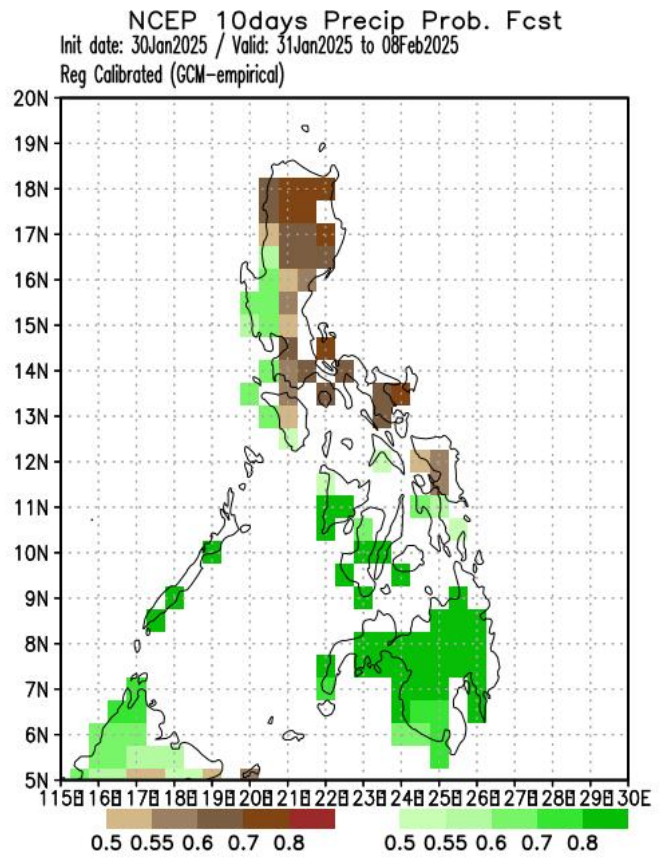 NCEP 10days Precip Prob. Fcst
Init date: 30Jan2025 / Valid: 31Jan2025 to 08Feb2025
Reg Calibrated (GCM-empirical)
20N
19N
18N
17N
16N
15N
14N
13N
12N
11N
10N
9N
8N
7N
6N
5N
115E 116E 117E 118E 119E 120E 121E 122E 123E 124E 125E 126E 127E 128E 129E 130E
0.5 0.55 0.6 0.7 0.8 0.5 0.55 0.6 0.7 0.8